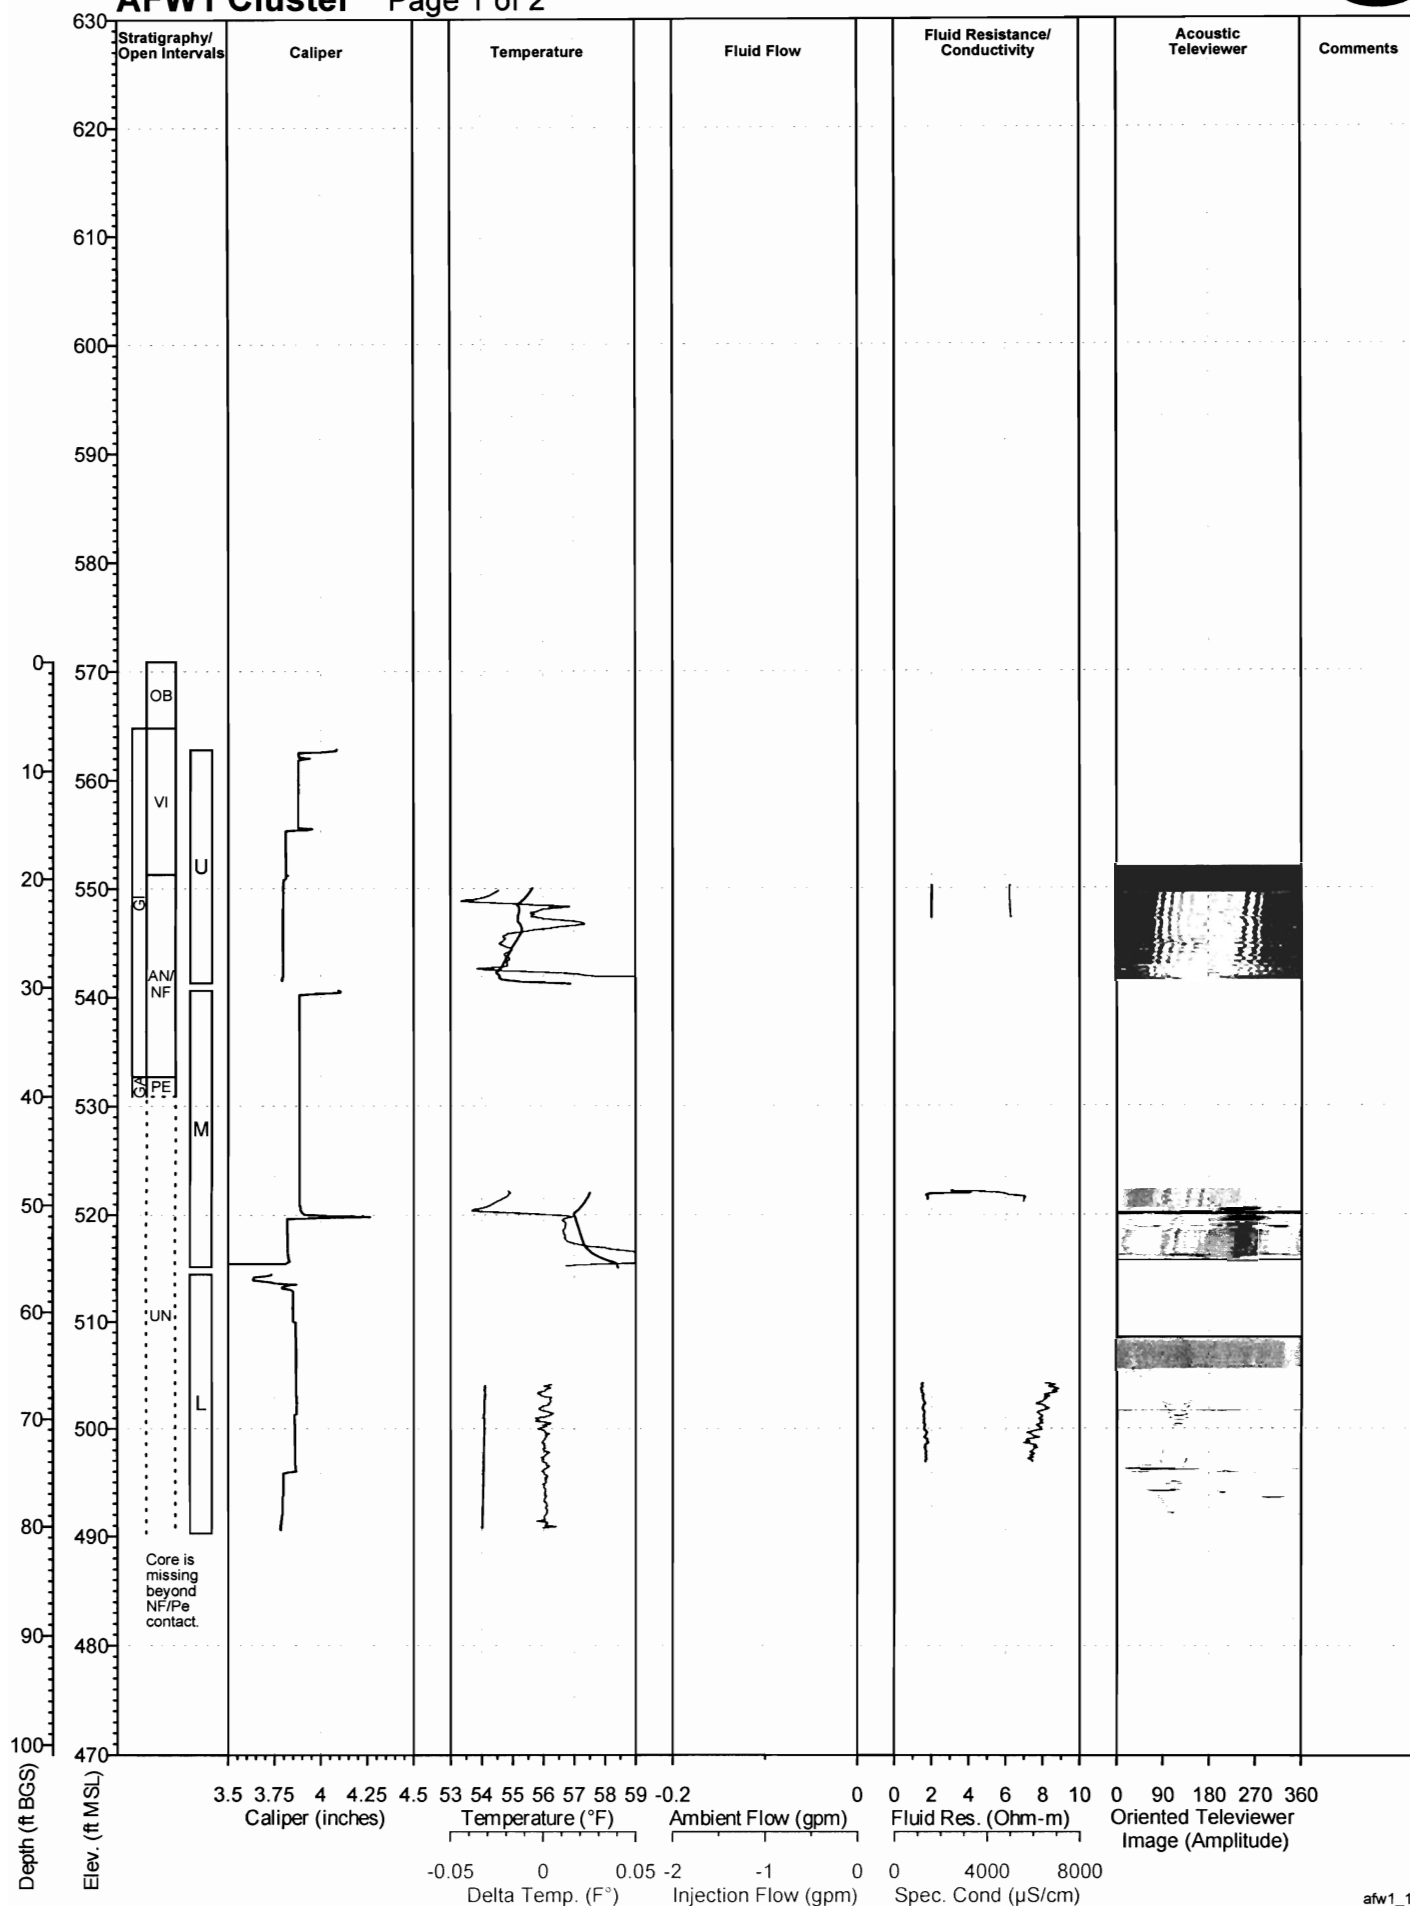 AFW1 Cluster Page 1 of 2
Stratigraphy/
Open Intervals
Caliper
Temperature
Fluid Flow
Fluid Resistance/
Conductivity
Acoustic
Televiewer
Comments
630
620
610
600
590
580
570
560
550
540
530
520
510
500
490
480
470
0
10
20
30
40
50
60
70
80
90
100
OB
VI
GI
AN/
NF
GA
PE
UN
U
M
L
Core is
missing
beyond
NF/Pe
contact.
Depth (ft BGS)
Elev. (ft MSL)
3.5 3.75 4 4.25 4.5
Caliper (inches)
53 54 55 56 57 58 59
Temperature (°F)
-0.05 0 0.05
Delta Temp. (F°)
-0.2 0
Ambient Flow (gpm)
-2 -1 0
Injection Flow (gpm)
0 2 4 6 8 10
Fluid Res. (Ohm-m)
0 4000 8000
Spec. Cond (µS/cm)
0 90 180 270 360
Oriented Televiewer
Image (Amplitude)
afw1_1